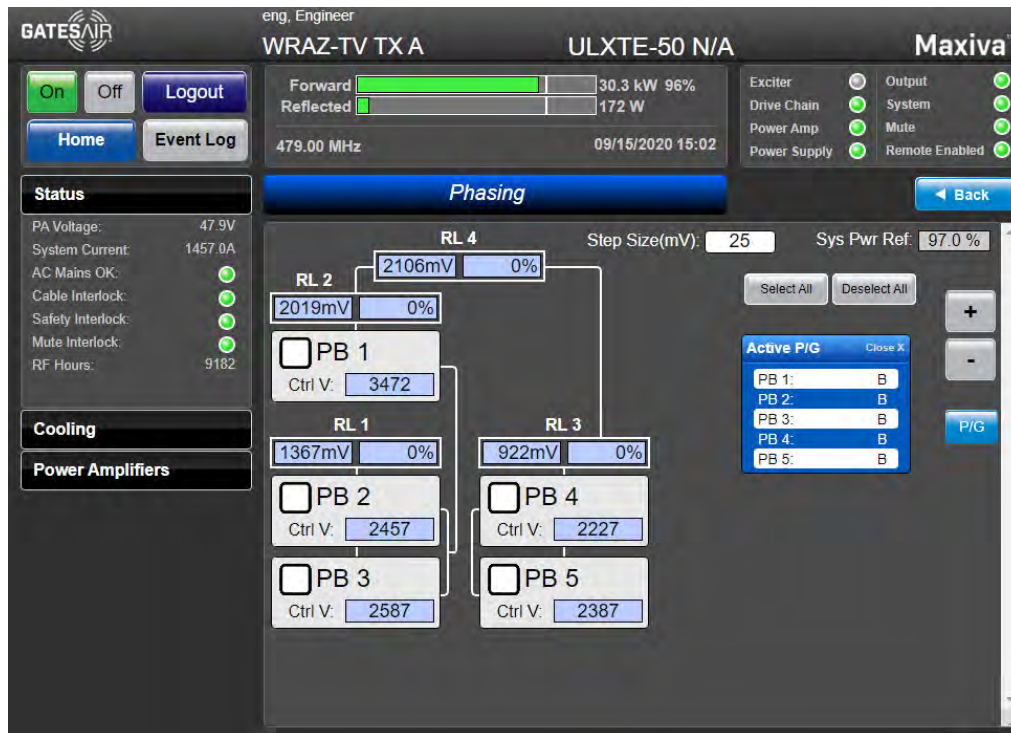 GATESAIR
eng, Engineer
WRAZ-TV TX A
ULXTE-50 N/A
Maxiva
On
Off
Logout
Home
Event Log
Forward
30.3 kW 96%
Reflected
172 W
479.00 MHz
09/15/2020 15:02
Exciter
Output
Drive Chain
System
Power Amp
Mute
Power Supply
Remote Enabled
Status
Phasing
◄ Back
PA Voltage: 47.9V
System Current: 1457.0A
AC Mains OK:
Cable Interlock:
Safety Interlock:
Mute Interlock:
RF Hours: 9182
Cooling
Power Amplifiers
RL 4
2106mV 0%
RL 2
2019mV 0%
PB 1
Ctrl V: 3472
RL 1
1367mV 0%
PB 2
Ctrl V: 2457
PB 3
Ctrl V: 2587
RL 3
922mV 0%
PB 4
Ctrl V: 2227
PB 5
Ctrl V: 2387
Step Size(mV): 25
Sys Pwr Ref: 97.0 %
Select All
Deselect All
+
-
P/G
Active P/G
Close X
PB 1: B
PB 2: B
PB 3: B
PB 4: B
PB 5: B